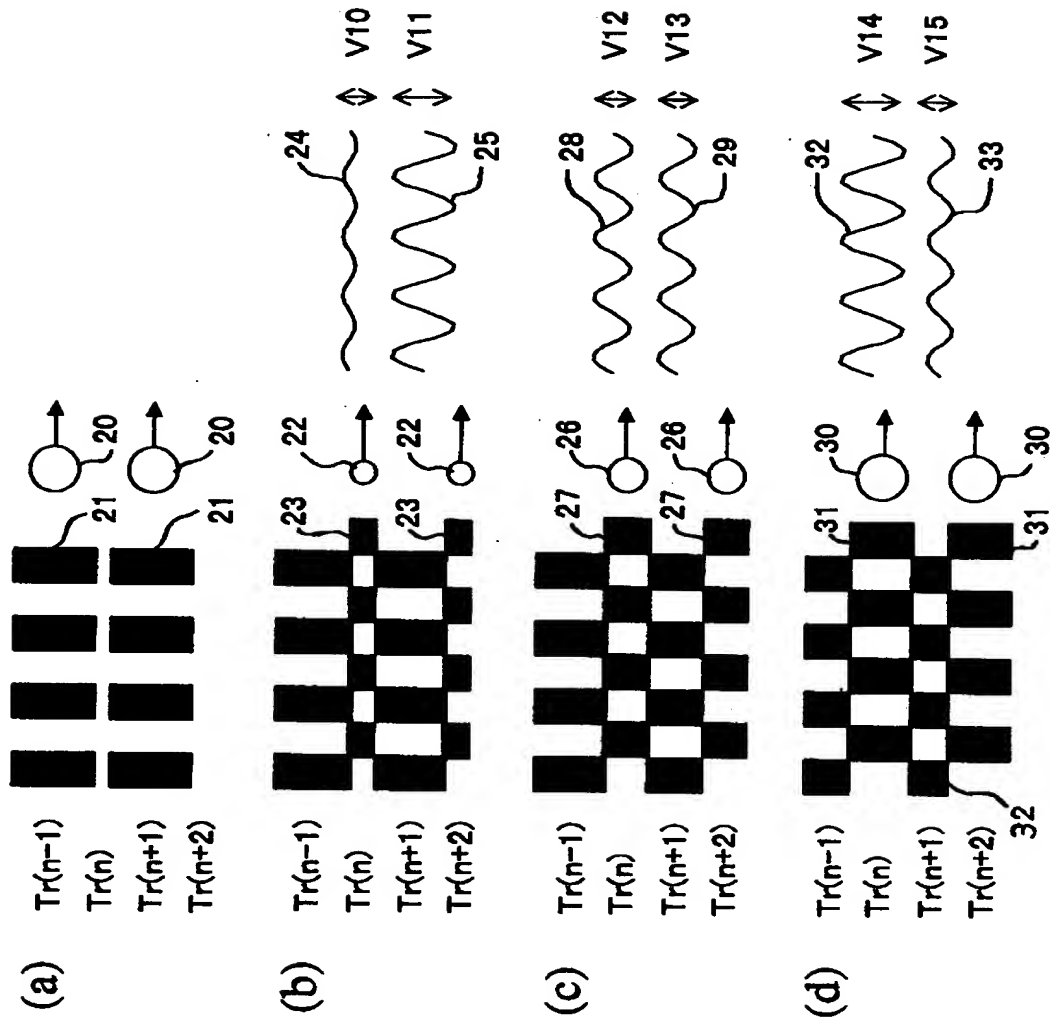 (a)
Tr(n-1)
Tr(n)
Tr(n+1)
Tr(n+2)
21
21
20
20
(b)
Tr(n-1)
Tr(n)
Tr(n+1)
Tr(n+2)
23
23
22
22
24
25
V10
V11
(c)
Tr(n-1)
Tr(n)
Tr(n+1)
Tr(n+2)
27
27
26
26
28
29
V12
V13
(d)
Tr(n-1)
Tr(n)
Tr(n+1)
Tr(n+2)
32
31
31
30
30
32
33
V14
V15